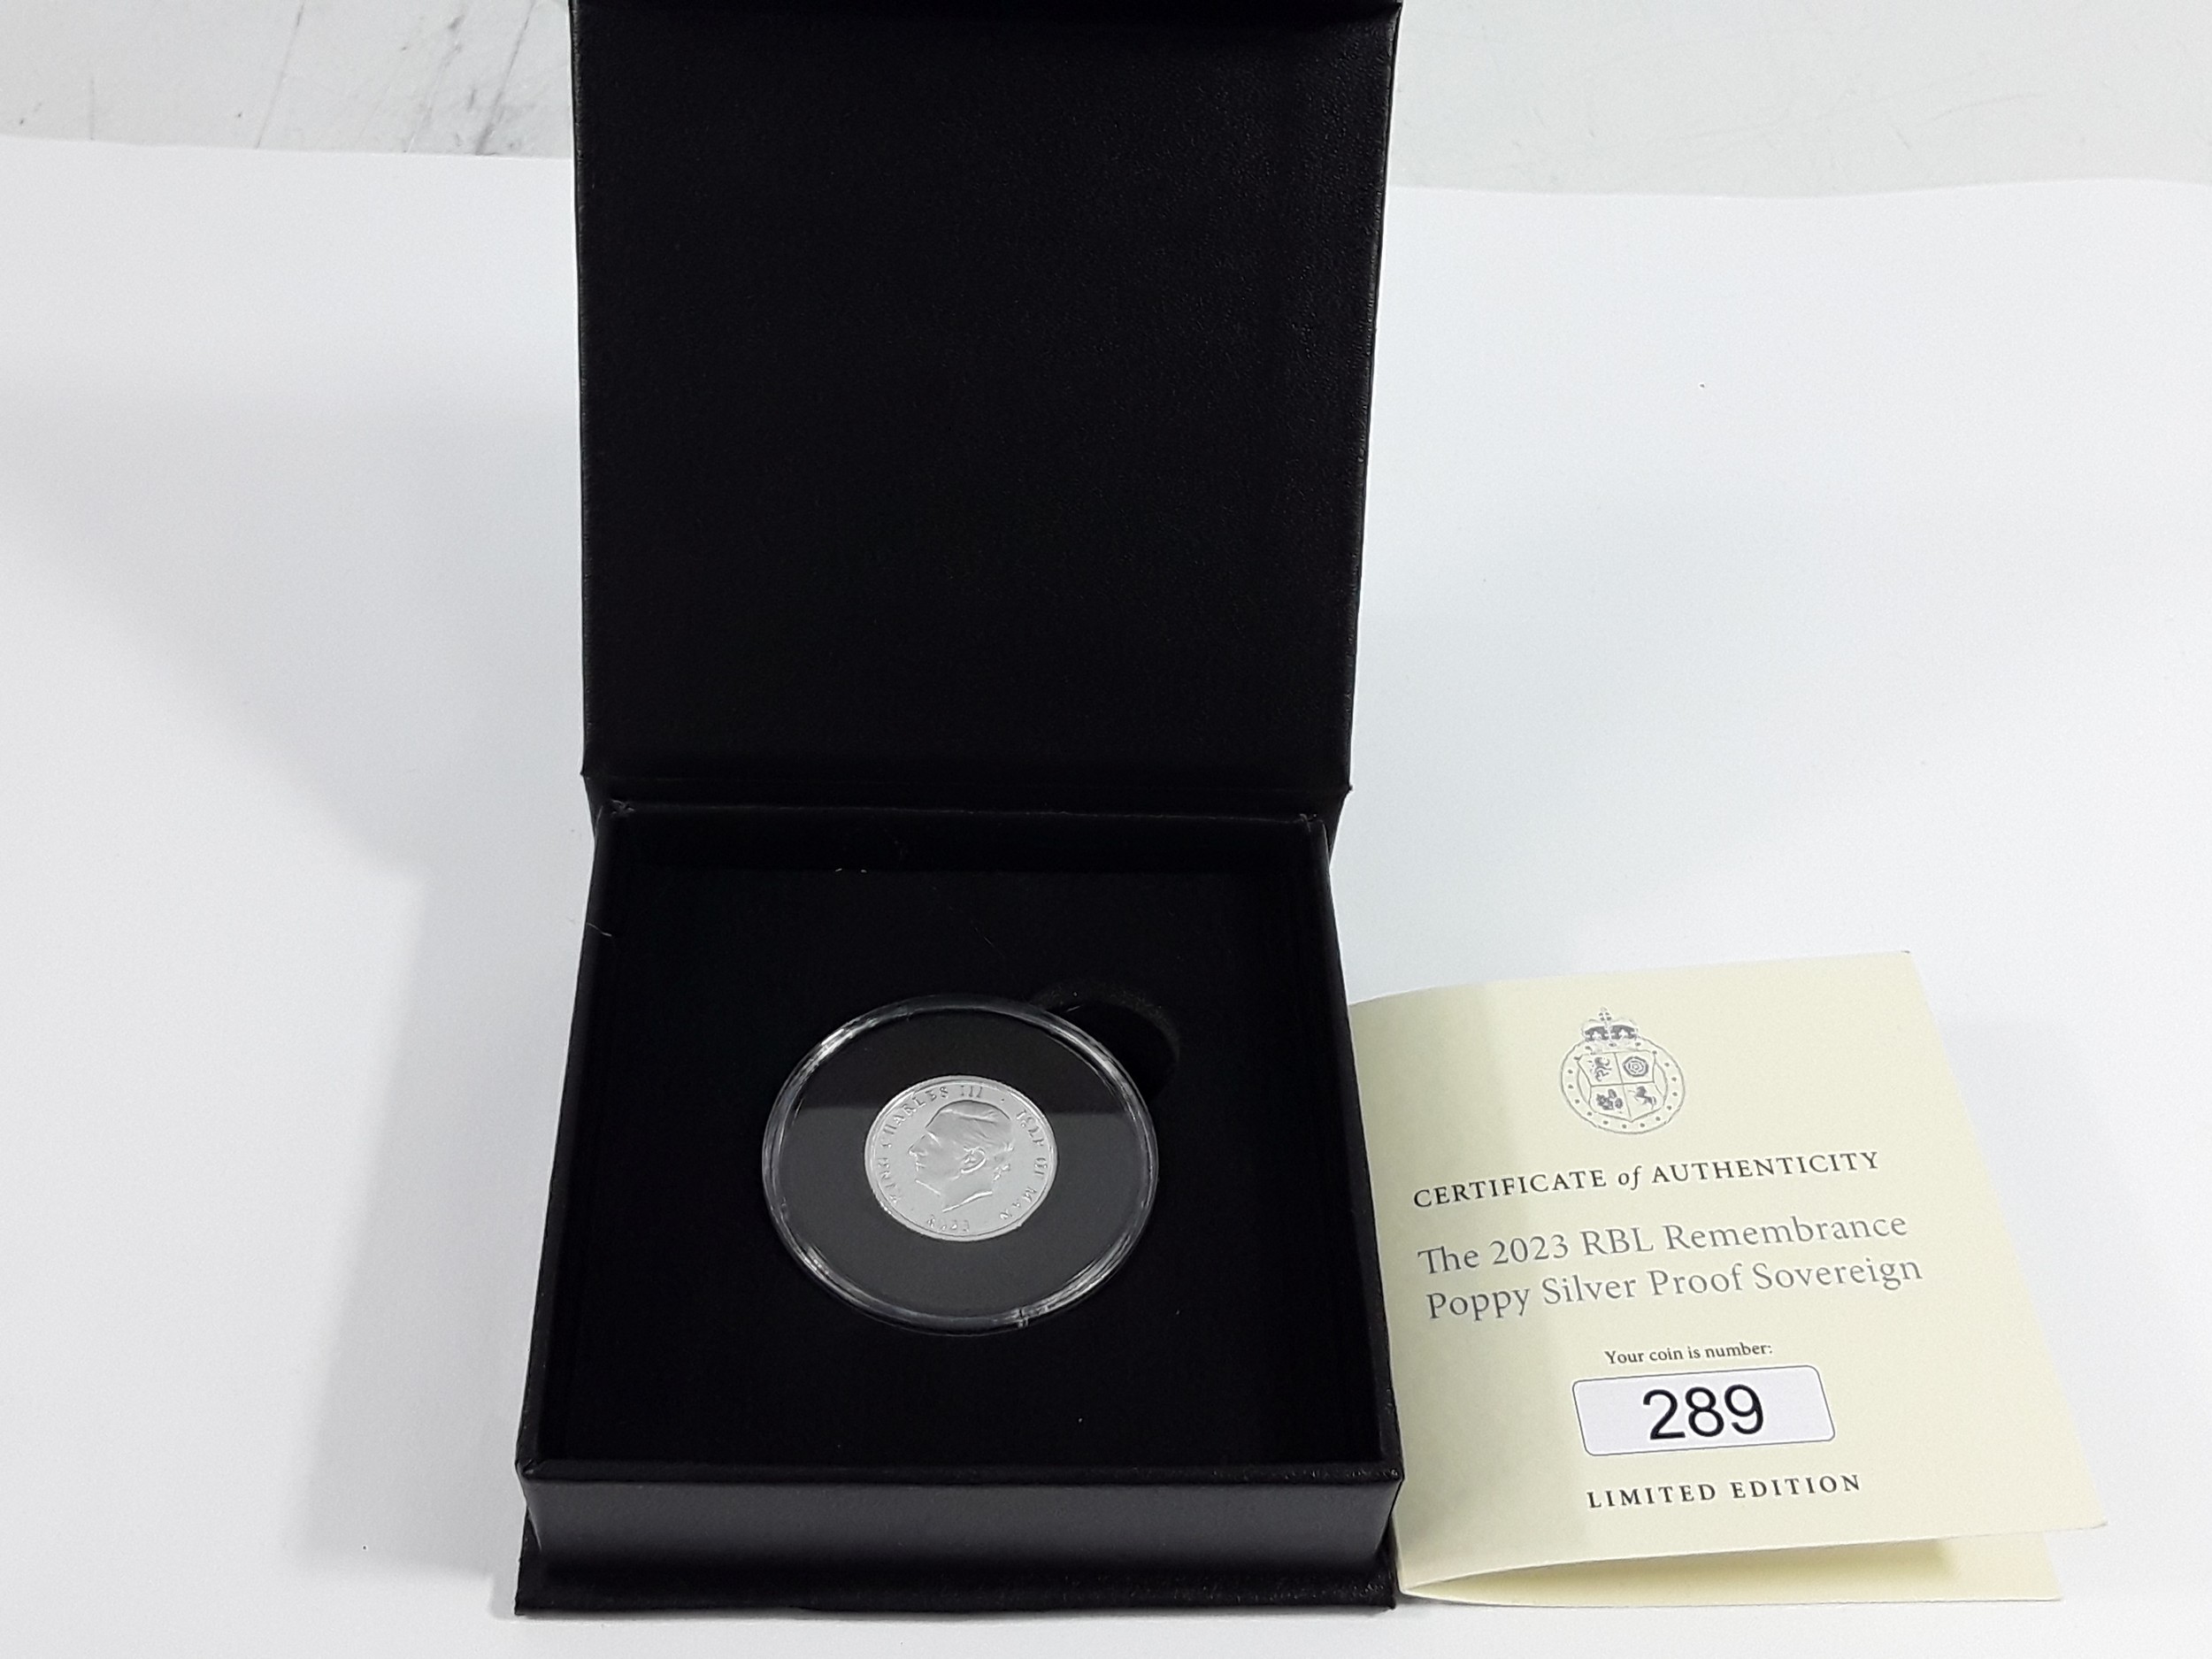 KING CHARLES III · ISLE OF MAN · 2023
CERTIFICATE of AUTHENTICITY
The 2023 RBL Remembrance
Poppy Silver Proof Sovereign
Your coin is number:
289
LIMITED EDITION